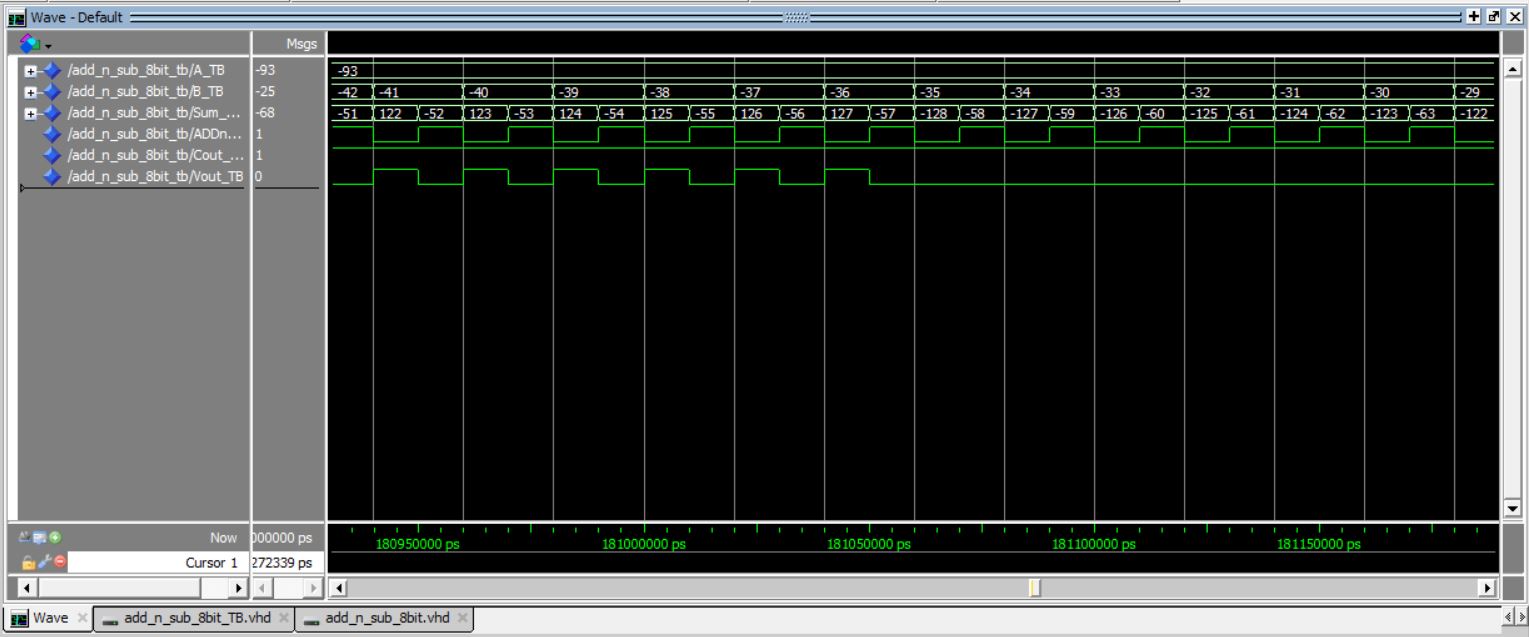 Wave - Default
Msgs
/add_n_sub_8bit_tb/A_TB -93 -93
/add_n_sub_8bit_tb/B_TB -25 -42 -41 -40 -39 -38 -37 -36 -35 -34 -33 -32 -31 -30 -29
/add_n_sub_8bit_tb/Sum_... -68 -51 122 -52 123 -53 124 -54 125 -55 126 -56 127 -57 -128 -58 -127 -59 -126 -60 -125 -61 -124 -62 -123 -63 -122
/add_n_sub_8bit_tb/ADDn... 1
/add_n_sub_8bit_tb/Cout_... 1
/add_n_sub_8bit_tb/Vout_TB 0
Now 000000 ps 180950000 ps 181000000 ps 181050000 ps 181100000 ps 181150000 ps
Cursor 1 272339 ps
Wave add_n_sub_8bit_TB.vhd add_n_sub_8bit.vhd